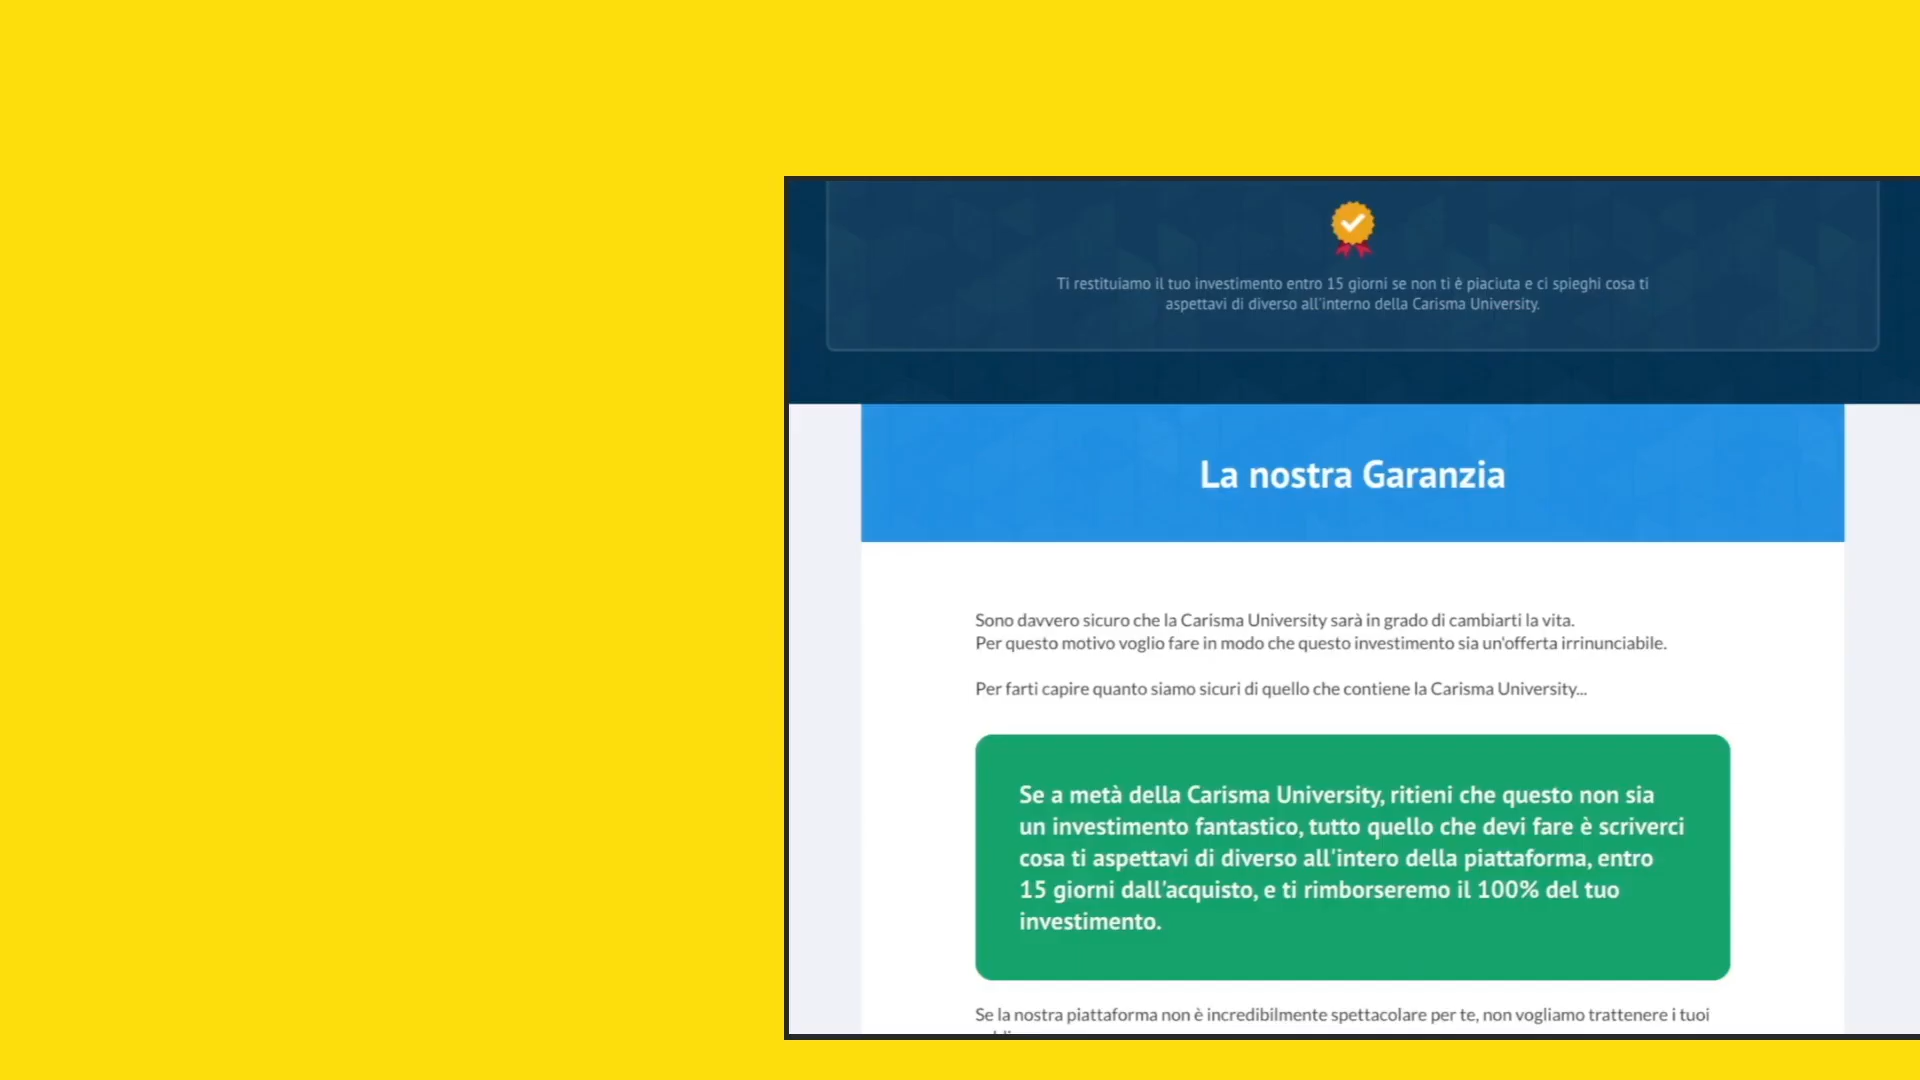 Ti restituiamo il tuo investimento entro 15 giorni se non ti è piaciuta e ci spieghi cosa ti
aspettavi di diverso all'interno della Carisma University.
La nostra Garanzia
Sono davvero sicuro che la Carisma University sarà in grado di cambiarti la vita.
Per questo motivo voglio fare in modo che questo investimento sia un'offerta irrinunciabile.
Per farti capire quanto siamo sicuri di quello che contiene la Carisma University...
Se a metà della Carisma University, ritieni che questo non sia
un investimento fantastico, tutto quello che devi fare è scriverci
cosa ti aspettavi di diverso all'intero della piattaforma, entro
15 giorni dall'acquisto, e ti rimborseremo il 100% del tuo
investimento.
Se la nostra piattaforma non è incredibilmente spettacolare per te, non vogliamo trattenere i tuoi